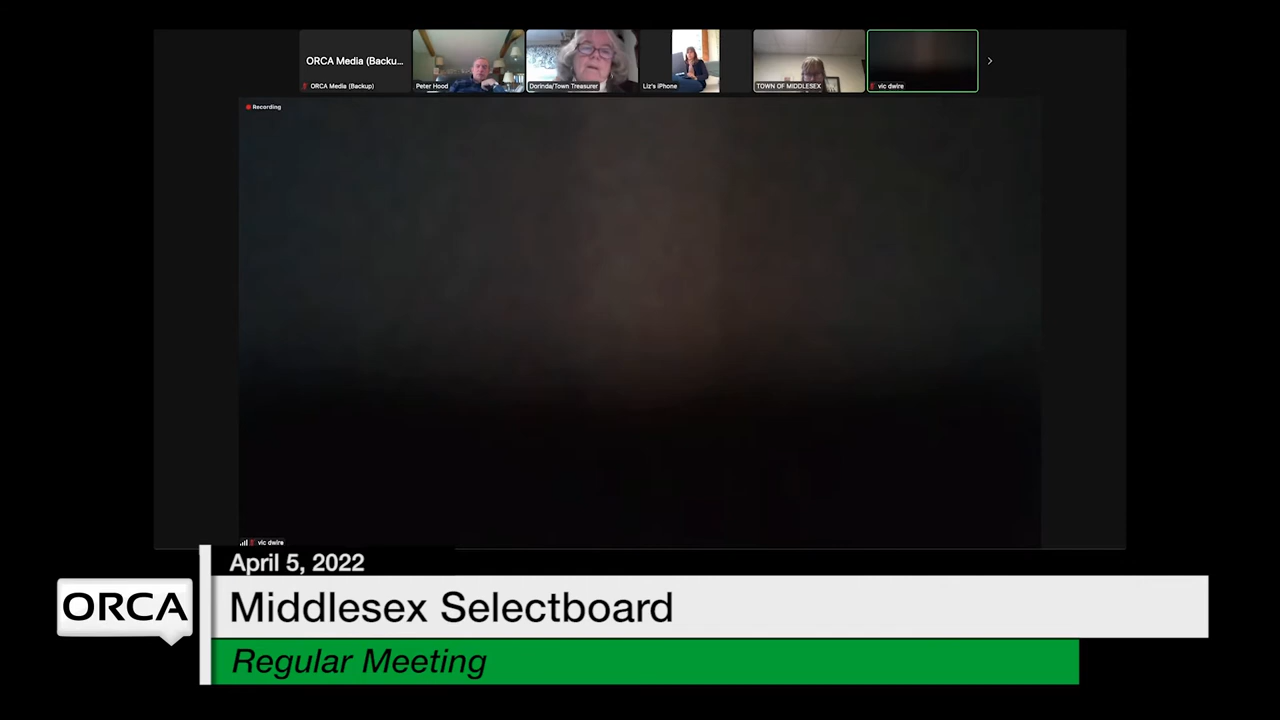 ORCA Media (Backu...
ORCA Media (Backup)
Peter Hood
Dorinda/Town Treasurer
Liz's iPhone
TOWN OF MIDDLESEX
vic dwire
Recording
vic dwire
April 5, 2022
ORCA
Middlesex Selectboard
Regular Meeting